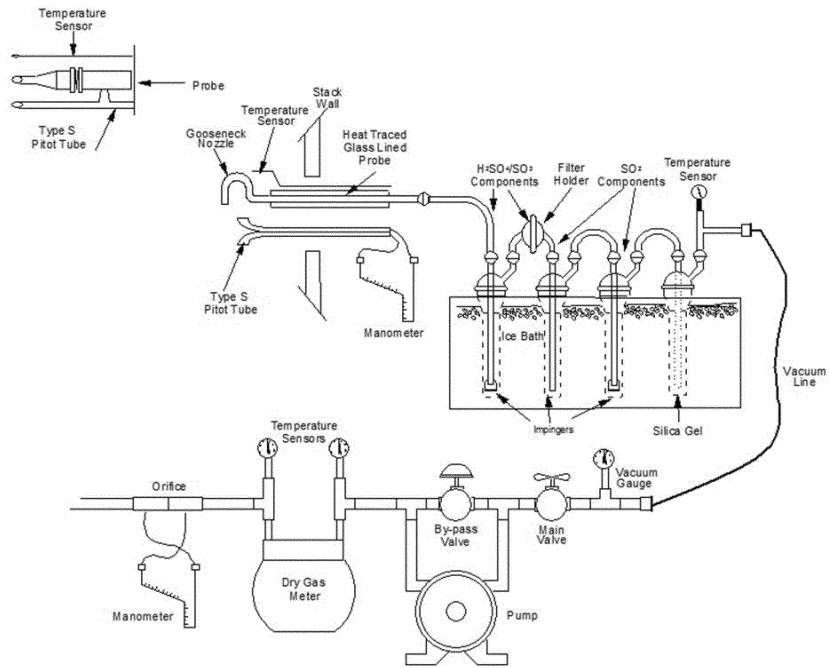 Temperature
Sensor
Probe
Type S
Pitot Tube
Stack
Wall
Temperature
Sensor
Gooseneck
Nozzle
Heat Traced
Glass Lined
Probe
H²SO⁴/SO³
Components
Filter
Holder
SO²
Components
Temperature
Sensor
Type S
Pitot Tube
Manometer
Ice Bath
Vacuum
Line
Impingers
Silica Gel
Temperature
Sensors
Orifice
Vacuum
Gauge
By-pass
Valve
Main
Valve
Dry Gas
Meter
Manometer
Pump